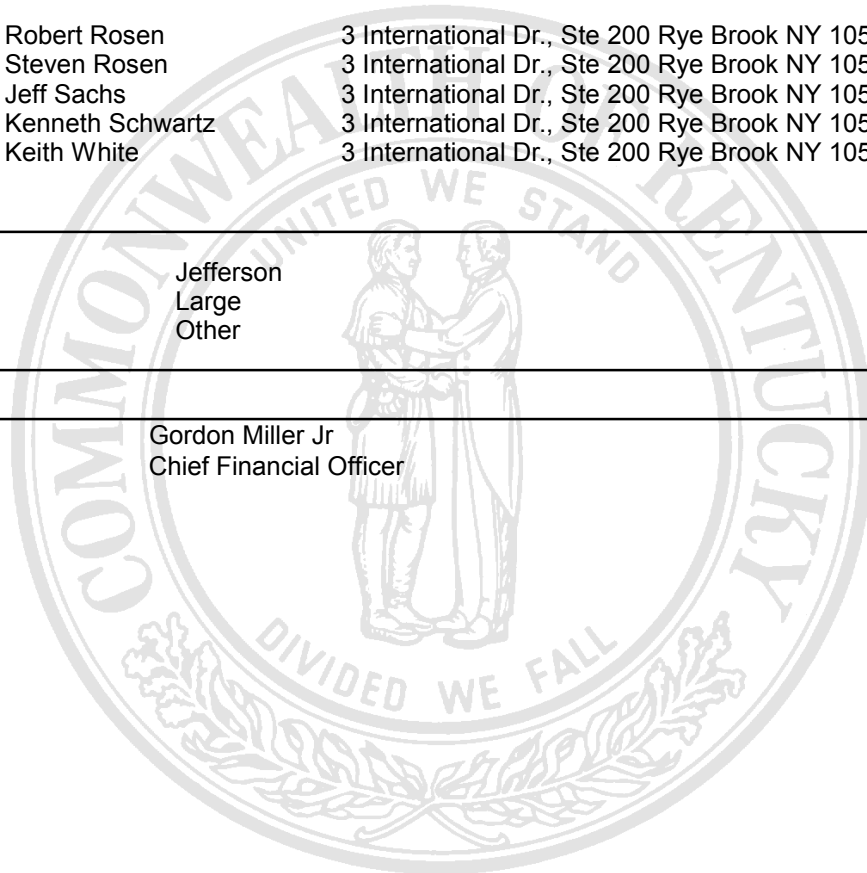 Robert Rosen 3 International Dr., Ste 200 Rye Brook NY 105
Steven Rosen 3 International Dr., Ste 200 Rye Brook NY 105
Jeff Sachs 3 International Dr., Ste 200 Rye Brook NY 105
Kenneth Schwartz 3 International Dr., Ste 200 Rye Brook NY 105
Keith White 3 International Dr., Ste 200 Rye Brook NY 105
COMMONWEALTH OF KENTUCKY
UNITED WE STAND
Jefferson
Large
Other
Gordon Miller Jr
Chief Financial Officer
DIVIDED WE FALL